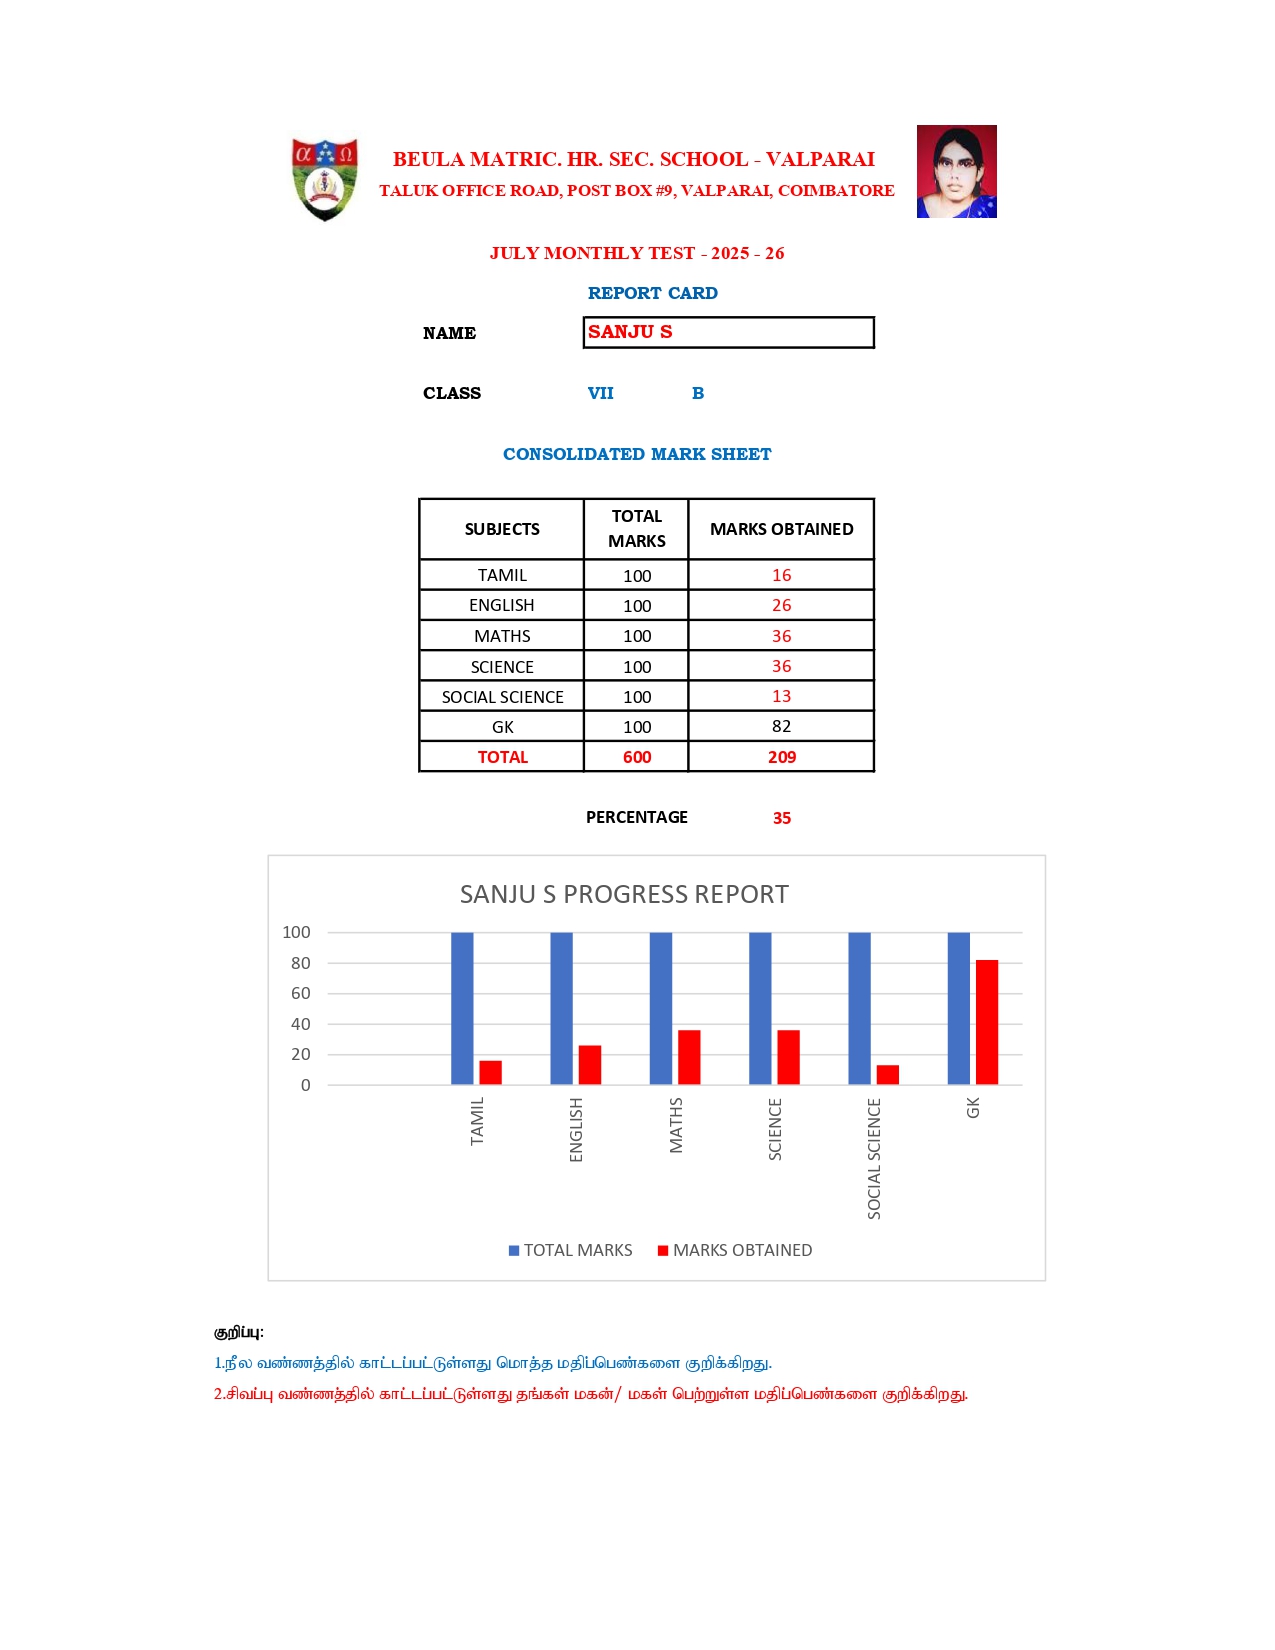 α Ω
BEULA MATRIC. HR. SEC. SCHOOL - VALPARAI
TALUK OFFICE ROAD, POST BOX #9, VALPARAI, COIMBATORE
JULY MONTHLY TEST - 2025 - 26
REPORT CARD
NAME SANJU S
CLASS VII B
CONSOLIDATED MARK SHEET
SUBJECTS TOTAL MARKS MARKS OBTAINED
TAMIL 100 16
ENGLISH 100 26
MATHS 100 36
SCIENCE 100 36
SOCIAL SCIENCE 100 13
GK 100 82
TOTAL 600 209
PERCENTAGE 35
SANJU S PROGRESS REPORT
100
80
60
40
20
0
TAMIL
ENGLISH
MATHS
SCIENCE
SOCIAL SCIENCE
GK
TOTAL MARKS MARKS OBTAINED
குறிப்பு:
1.நீல வண்ணத்தில் காட்டப்பட்டுள்ளது மொத்த மதிப்பெண்களை குறிக்கிறது.
2.சிவப்பு வண்ணத்தில் காட்டப்பட்டுள்ளது தங்கள் மகன்/ மகள் பெற்றுள்ள மதிப்பெண்களை குறிக்கிறது.